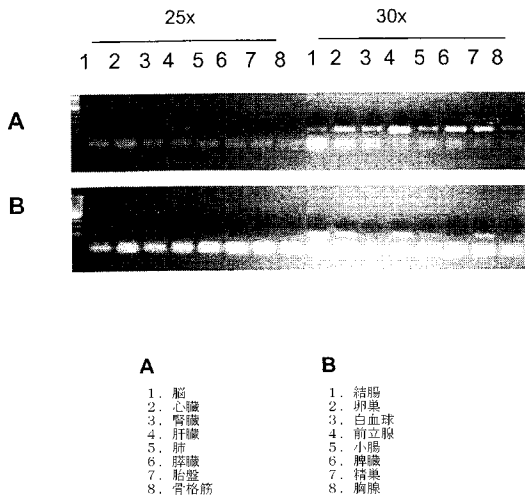 25x 30x
1 2 3 4 5 6 7 8 1 2 3 4 5 6 7 8
A
B
A
1. 脳
2. 心臓
3. 腎臓
4. 肝臓
5. 肺
6. 膵臓
7. 胎盤
8. 骨格筋
B
1. 結腸
2. 卵巣
3. 白血球
4. 前立腺
5. 小腸
6. 脾臓
7. 精巣
8. 胸腺